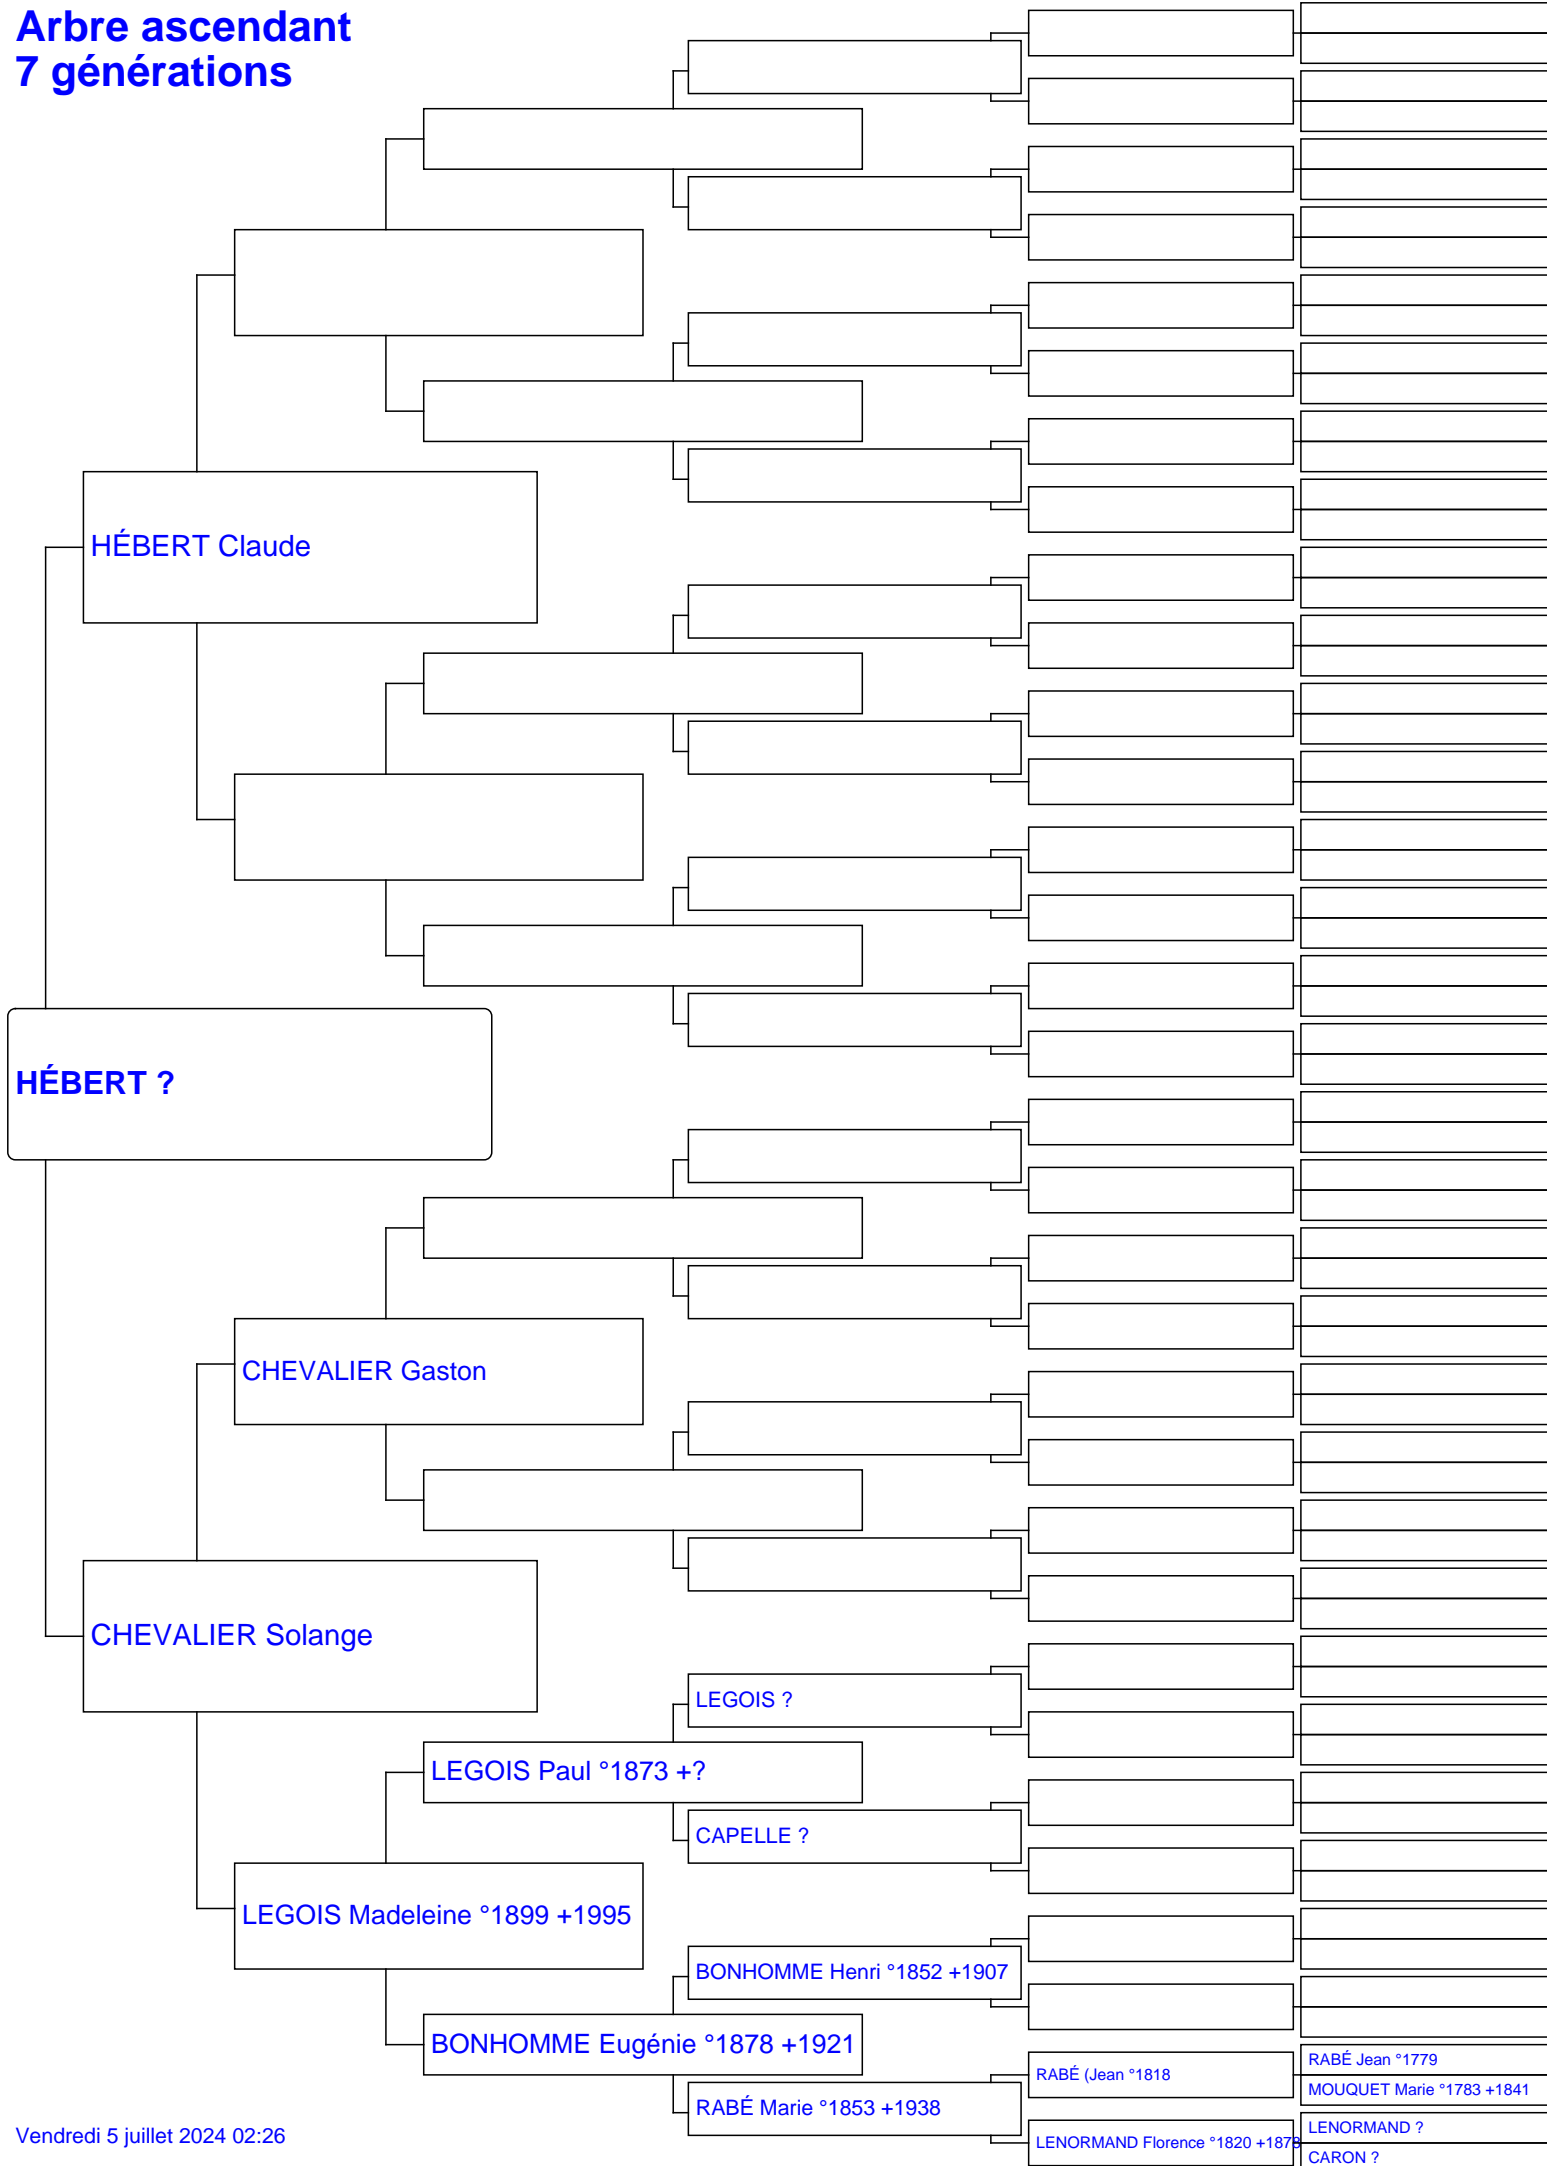 Arbre ascendant
7 générations
HÉBERT Claude
HÉBERT ?
CHEVALIER Gaston
CHEVALIER Solange
LEGOIS ?
LEGOIS Paul °1873 +?
CAPELLE ?
LEGOIS Madeleine °1899 +1995
BONHOMME Henri °1852 +1907
BONHOMME Eugénie °1878 +1921
RABÉ Jean °1779
RABÉ (Jean °1818
MOUQUET Marie °1783 +1841
RABÉ Marie °1853 +1938
LENORMAND ?
LENORMAND Florence °1820 +1878
CARON ?
Vendredi 5 juillet 2024 02:26